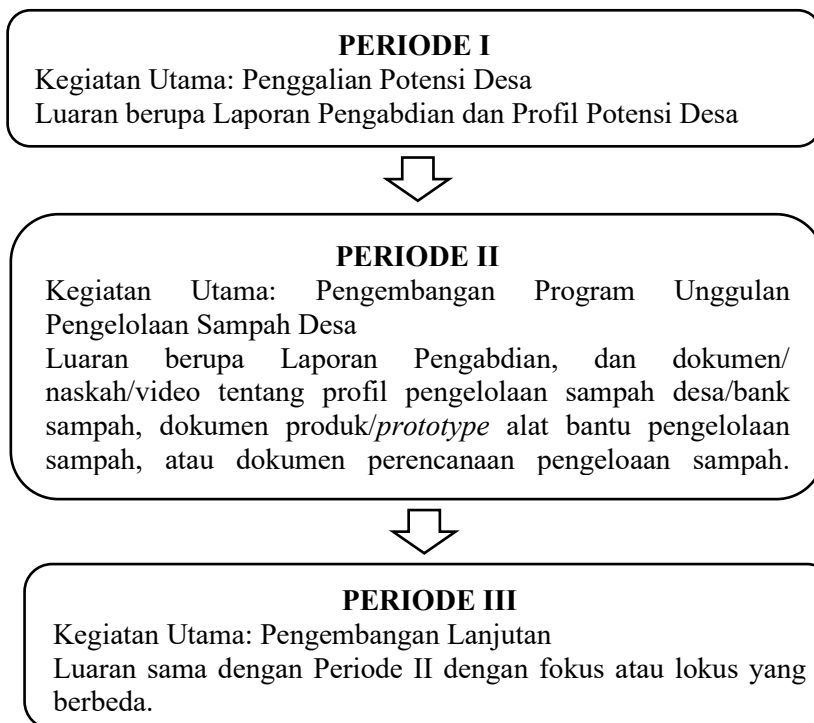 PERIODE I
Kegiatan Utama: Penggalian Potensi Desa
Luaran berupa Laporan Pengabdian dan Profil Potensi Desa
PERIODE II
Kegiatan Utama: Pengembangan Program Unggulan
Pengelolaan Sampah Desa
Luaran berupa Laporan Pengabdian, dan dokumen/
naskah/video tentang profil pengelolaan sampah desa/bank
sampah, dokumen produk/prototype alat bantu pengelolaan
sampah, atau dokumen perencanaan pengeloaan sampah.
PERIODE III
Kegiatan Utama: Pengembangan Lanjutan
Luaran sama dengan Periode II dengan fokus atau lokus yang
berbeda.